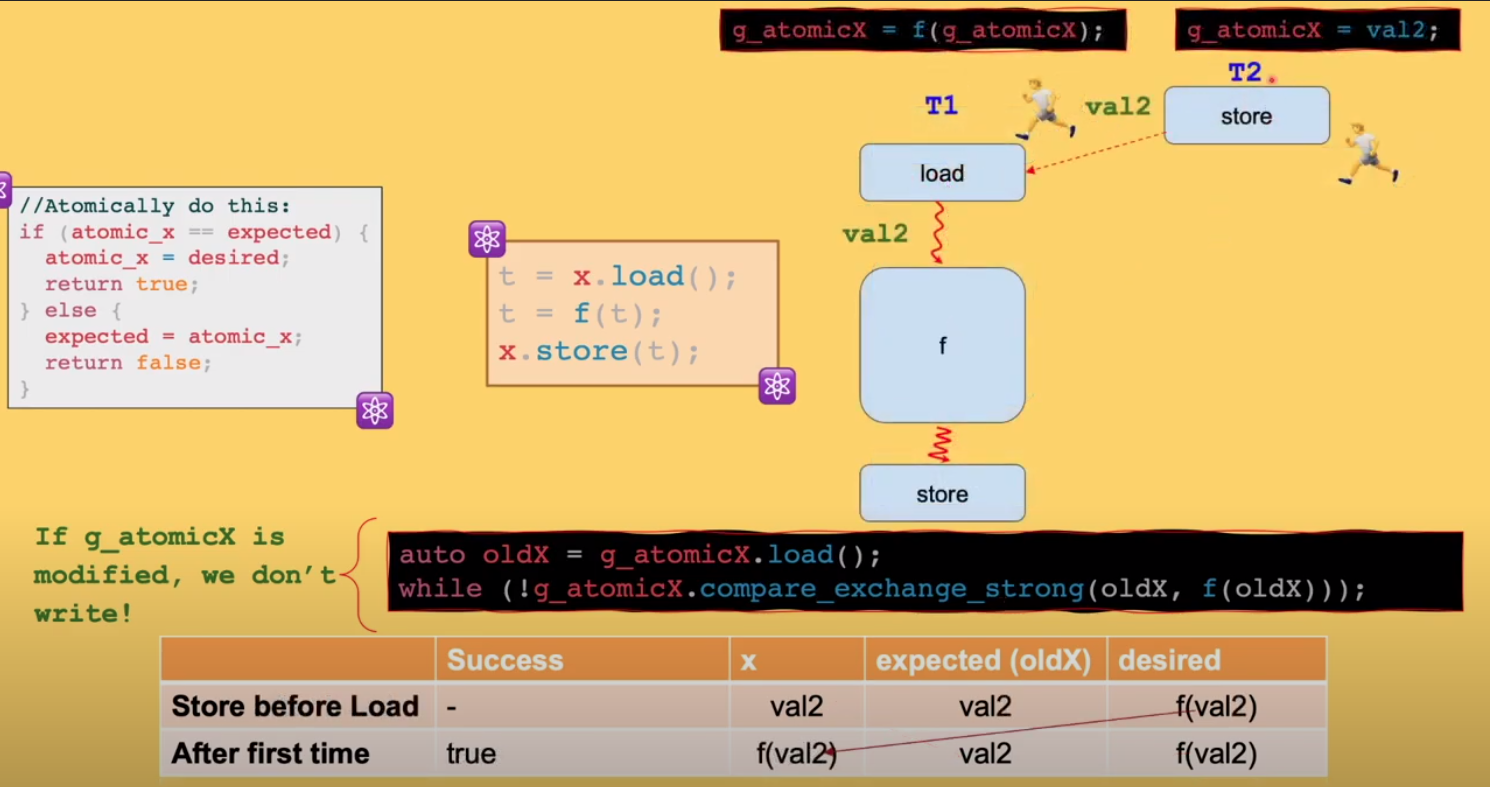 g_atomicX = f(g_atomicX);
g_atomicX = val2;
T2
T1
val2
store
load
val2
f
store
//Atomically do this:
if (atomic_x == expected) {
atomic_x = desired;
return true;
} else {
expected = atomic_x;
return false;
}
t = x.load();
t = f(t);
x.store(t);
If g_atomicX is
modified, we don't
write!
auto oldX = g_atomicX.load();
while (!g_atomicX.compare_exchange_strong(oldX, f(oldX)));
Success x expected (oldX) desired
Store before Load - val2 val2 f(val2)
After first time true f(val2) val2 f(val2)